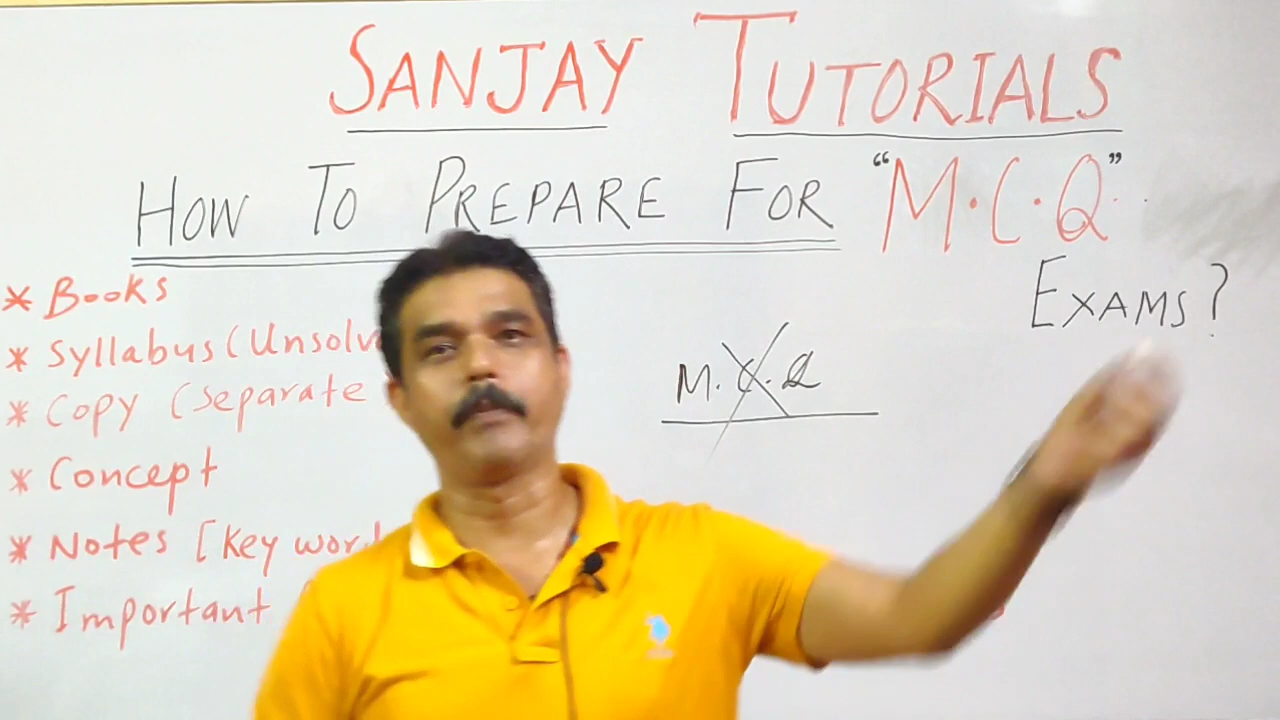 SANJAY TUTORIALS
HOW TO PREPARE FOR "M.C.Q"
EXAMS?
* Books
* Syllabus (Unsolv
* Copy (Separate
* Concept
* Notes [Key word
* Important
M.C.Q